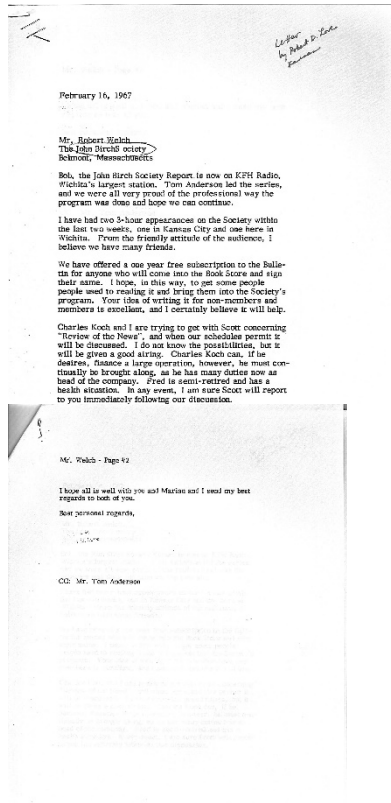 Letter
by Robert D. Love
February 16, 1967
Mr. Robert Welch
The John BirchS ociety
Belmont, Massachusetts
Bob, the John Birch Society Report is now on KFH Radio,
Wichita's largest station. Tom Anderson led the series,
and we were all very proud of the professional way the
program was done and hope we can continue.
I have had two 3-hour appearances on the Society within
the last two weeks, one in Kansas City and one here in
Wichita. From the friendly attitude of the audience, I
believe we have many friends.
We have offered a one year free subscription to the Bulle-
tin for anyone who will come into the Book Store and sign
their name. I hope, in this way, to get some people
people used to reading it and bring them into the Society's
program. Your idea of writing it for non-members and
members is excellent, and I certainly believe it will help.
Charles Koch and I are trying to get with Scott concerning
"Review of the News", and when our schedules permit it
will be discussed. I do not know the possibilities, but it
will be given a good airing. Charles Koch can, if he
desires, finance a large operation, however, he must con-
tinually be brought along, as he has many duties now as
head of the company. Fred is semi-retired and has a
health situation. In any event, I am sure Scott will report
to you immediately following our discussion.
Mr. Welch - Page #2
I hope all is well with you and Marian and I send my best
regards to both of you.
Best personal regards,
CC: Mr. Tom Anderson